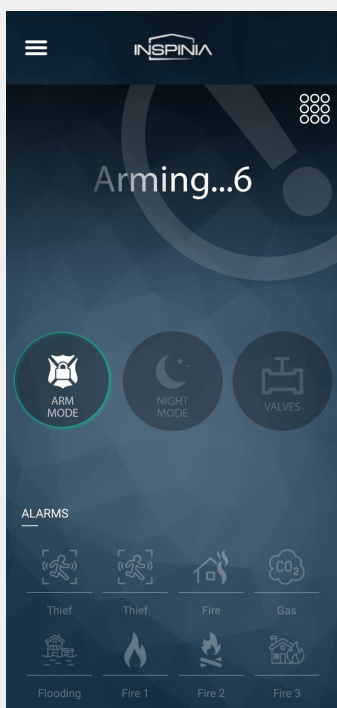 INSPINIA
Arming...6
ARM
MODE
NIGHT
MODE
VALVES
ALARMS
Thief
Thief
Fire
CO2
Gas
Flooding
Fire 1
Fire 2
Fire 3